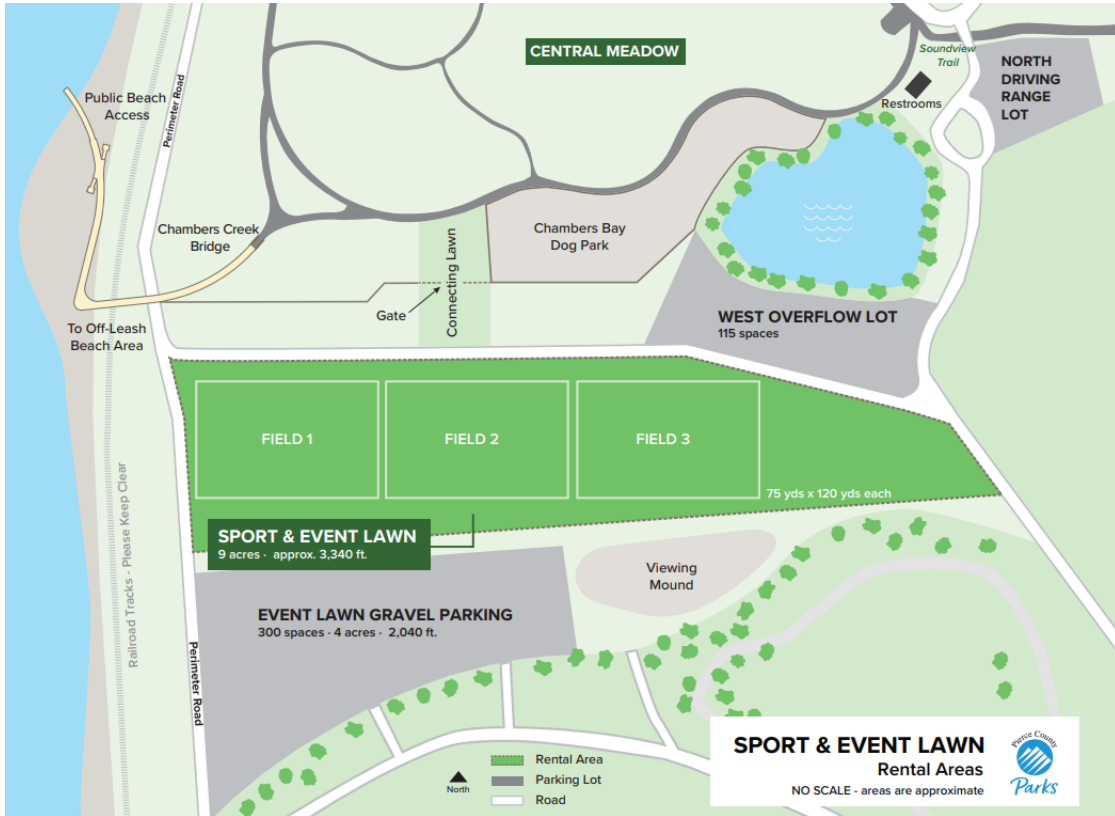 CENTRAL MEADOW
Soundview
Trail
NORTH
DRIVING
RANGE
LOT
Restrooms
Public Beach
Access
Perimeter Road
Chambers Creek
Bridge
Chambers Bay
Dog Park
Connecting Lawn
Gate
To Off-Leash
Beach Area
WEST OVERFLOW LOT
115 spaces
FIELD 1
FIELD 2
FIELD 3
75 yds x 120 yds each
SPORT & EVENT LAWN
9 acres · approx. 3,340 ft.
Railroad Tracks - Please Keep Clear
Viewing
Mound
EVENT LAWN GRAVEL PARKING
300 spaces · 4 acres · 2,040 ft.
Perimeter Road
North
Rental Area
Parking Lot
Road
SPORT & EVENT LAWN
Rental Areas
NO SCALE - areas are approximate
Pierce County
Parks